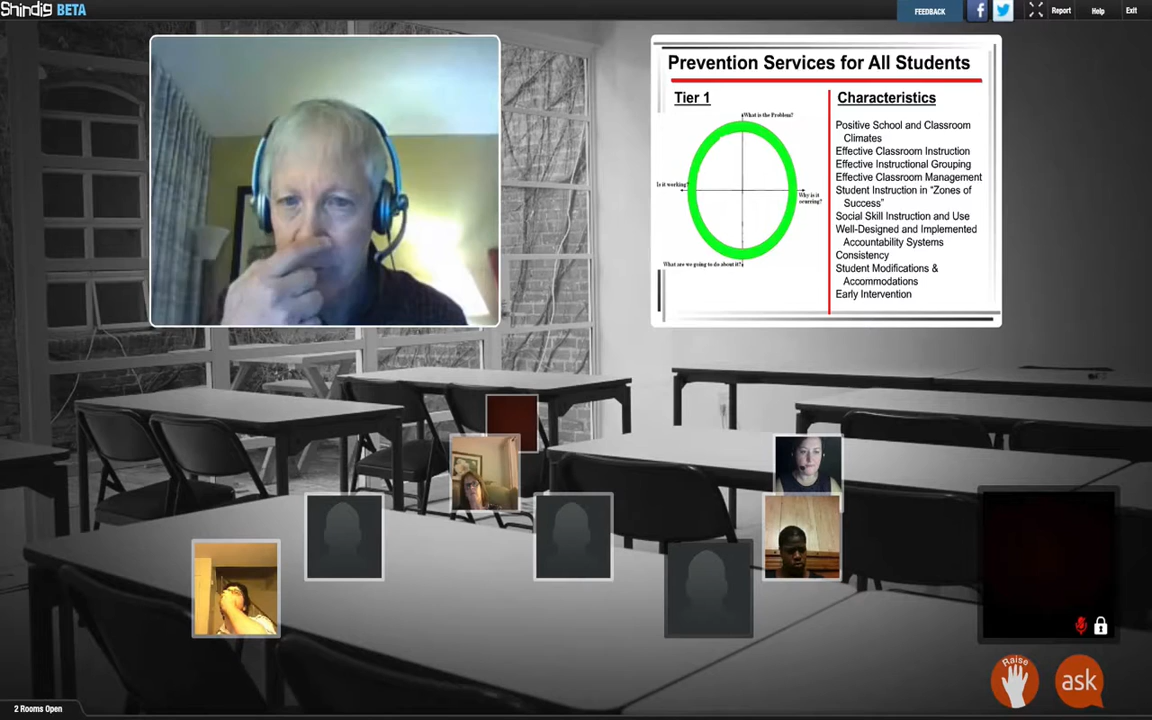 Shindig BETA
FEEDBACK
Report
Help
Exit
Prevention Services for All Students
Tier 1
What is the Problem?
Is it working?
Why is it
ocurring?
What are we going to do about it?
Characteristics
Positive School and Classroom
Climates
Effective Classroom Instruction
Effective Instructional Grouping
Effective Classroom Management
Student Instruction in “Zones of
Success”
Social Skill Instruction and Use
Well-Designed and Implemented
Accountability Systems
Consistency
Student Modifications &
Accommodations
Early Intervention
Raise
ask
2 Rooms Open